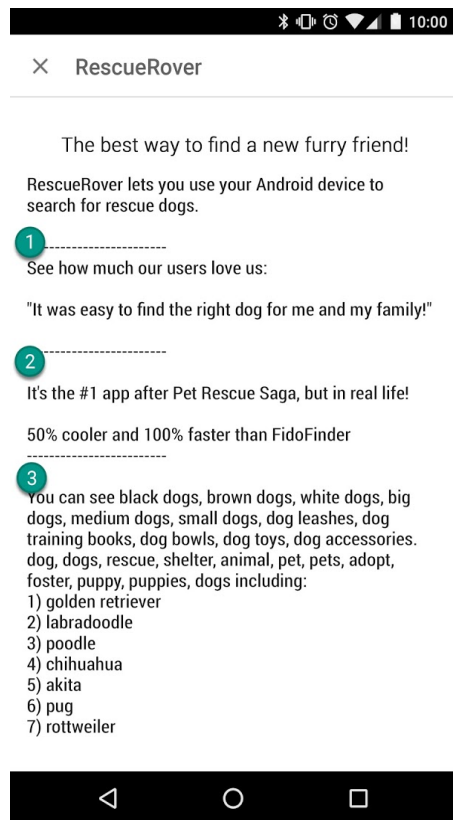 10:00
RescueRover
The best way to find a new furry friend!
RescueRover lets you use your Android device to
search for rescue dogs.
1
-----------------------
See how much our users love us:
"It was easy to find the right dog for me and my family!"
-----------------------
2
It's the #1 app after Pet Rescue Saga, but in real life!
50% cooler and 100% faster than FidoFinder
-------------------------
3
You can see black dogs, brown dogs, white dogs, big
dogs, medium dogs, small dogs, dog leashes, dog
training books, dog bowls, dog toys, dog accessories.
dog, dogs, rescue, shelter, animal, pet, pets, adopt,
foster, puppy, puppies, dogs including:
1) golden retriever
2) labradoodle
3) poodle
4) chihuahua
5) akita
6) pug
7) rottweiler